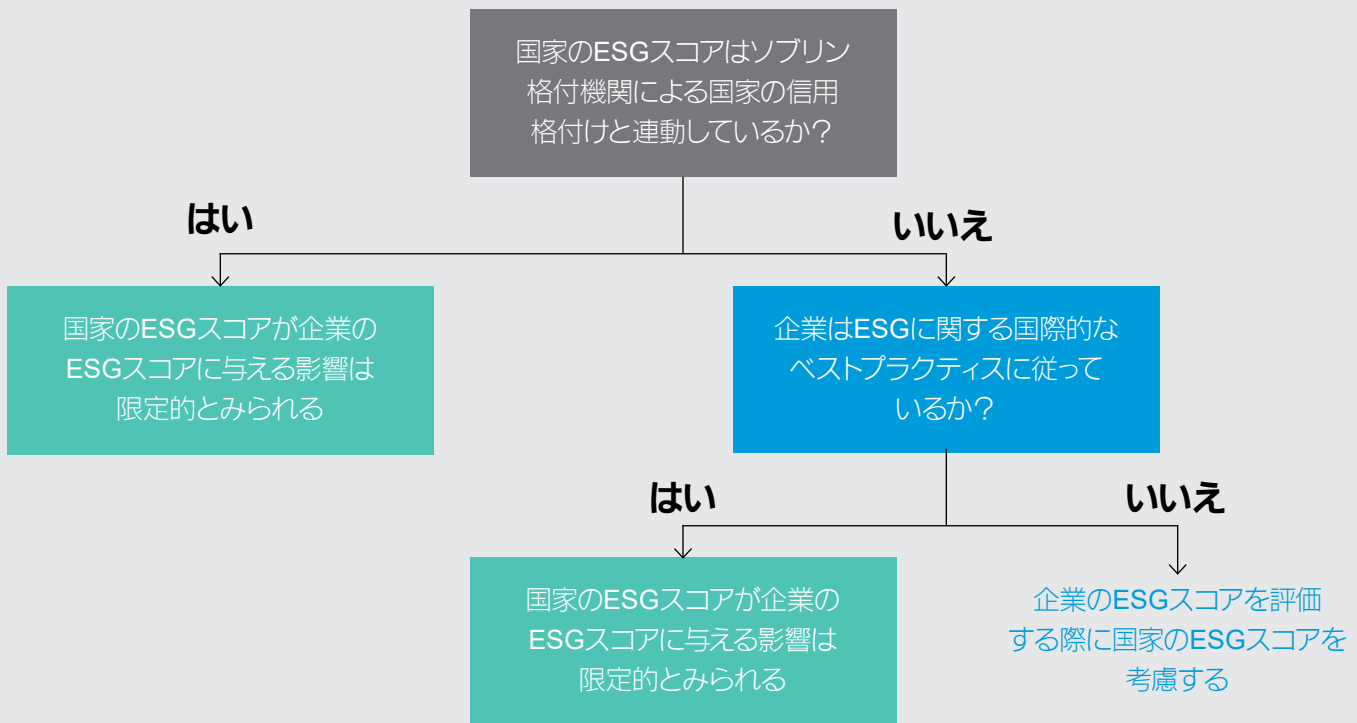 国家のESGスコアはソブリン
格付機関による国家の信用
格付けと連動しているか？
はい
いいえ
国家のESGスコアが企業の
ESGスコアに与える影響は
限定的とみられる
企業はESGに関する国際的な
ベストプラクティスに従って
いるか？
はい
いいえ
国家のESGスコアが企業の
ESGスコアに与える影響は
限定的とみられる
企業のESGスコアを評価
する際に国家のESGスコアを
考慮する